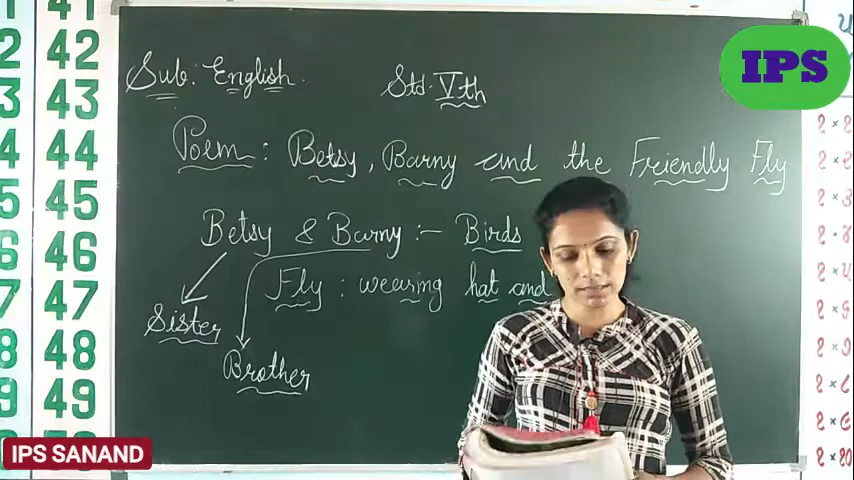 Sub: English
Std. Vth
IPS
Poem: Betsy, Barny and the Friendly Fly
Betsy & Barny :- Birds
Fly : wearing hat and
Sister
Brother
41
42
43
44
45
46
47
48
49
IPS SANAND